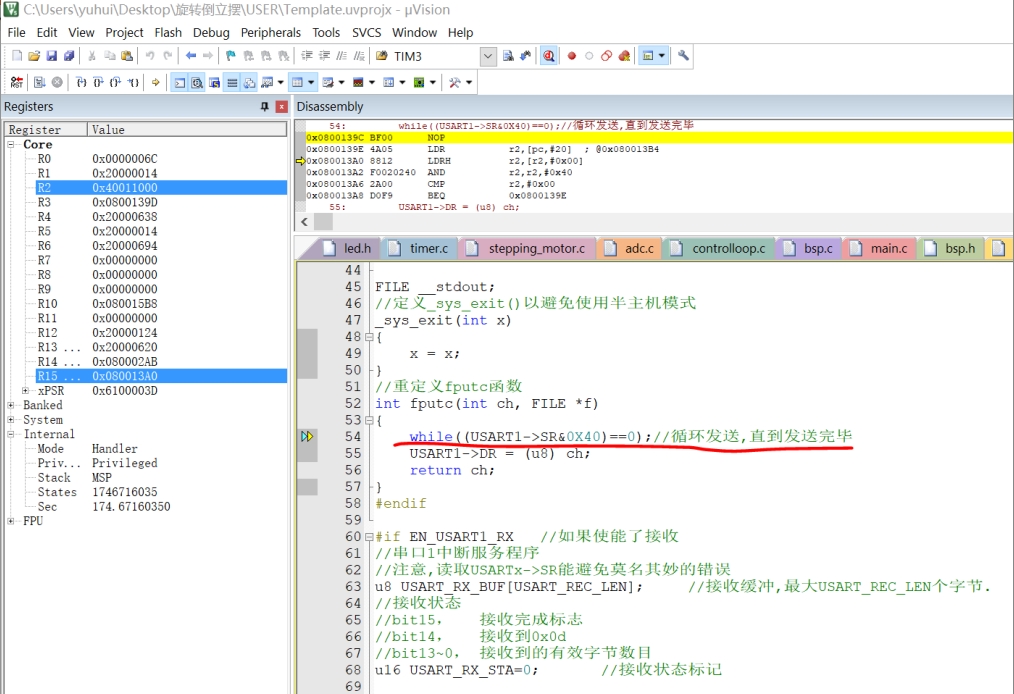 C:\Users\yuhui\Desktop\旋转倒立摆\USER\Template.uvprojx - µVision
File Edit View Project Flash Debug Peripherals Tools SVCS Window Help
TIM3
Registers
Register Value
Core
R0 0x0000006C
R1 0x20000014
R2 0x40011000
R3 0x0800139D
R4 0x20000638
R5 0x20000014
R6 0x20000694
R7 0x00000000
R8 0x00000000
R9 0x00000000
R10 0x080015B8
R11 0x00000000
R12 0x20000124
R13 ... 0x20000620
R14 ... 0x080002AB
R15 ... 0x080013A0
xPSR 0x6100003D
Banked
System
Internal
Mode Handler
Priv... Privileged
Stack MSP
States 1746716035
Sec 174.67160350
FPU
Disassembly
54: while((USART1->SR&0X40)==0);//循环发送,直到发送完毕
0x0800139C BF00 NOP
0x0800139E 4A05 LDR r2,[pc,#20] ; @0x080013B4
0x080013A0 8812 LDRH r2,[r2,#0x00]
0x080013A2 F0020240 AND r2,r2,#0x40
0x080013A6 2A00 CMP r2,#0x00
0x080013A8 D0F9 BEQ 0x0800139E
55: USART1->DR = (u8) ch;
led.h timer.c stepping_motor.c adc.c controlloop.c bsp.c main.c bsp.h
44
45 FILE __stdout;
46 //定义_sys_exit()以避免使用半主机模式
47 _sys_exit(int x)
48 {
49 x = x;
50 }
51 //重定义fputc函数
52 int fputc(int ch, FILE *f)
53 {
54 while((USART1->SR&0X40)==0);//循环发送,直到发送完毕
55 USART1->DR = (u8) ch;
56 return ch;
57 }
58 #endif
59
60 #if EN_USART1_RX //如果使能了接收
61 //串口1中断服务程序
62 //注意,读取USARTx->SR能避免莫名其妙的错误
63 u8 USART_RX_BUF[USART_REC_LEN]; //接收缓冲,最大USART_REC_LEN个字节.
64 //接收状态
65 //bit15， 接收完成标志
66 //bit14， 接收到0x0d
67 //bit13~0， 接收到的有效字节数目
68 u16 USART_RX_STA=0; //接收状态标记
69